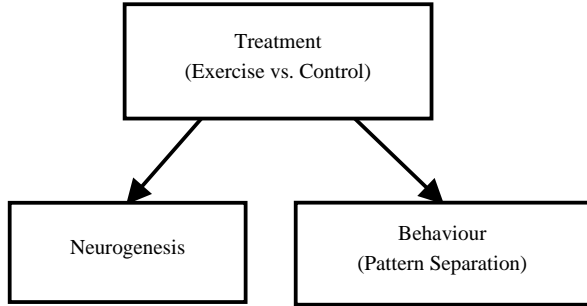 Treatment
(Exercise vs. Control)
Neurogenesis
Behaviour
(Pattern Separation)